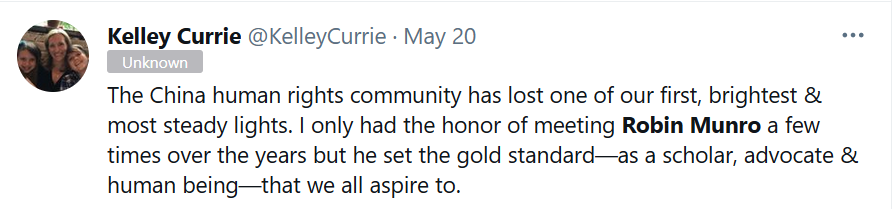 Kelley Currie @KelleyCurrie · May 20
Unknown
The China human rights community has lost one of our first, brightest &
most steady lights. I only had the honor of meeting Robin Munro a few
times over the years but he set the gold standard—as a scholar, advocate &
human being—that we all aspire to.